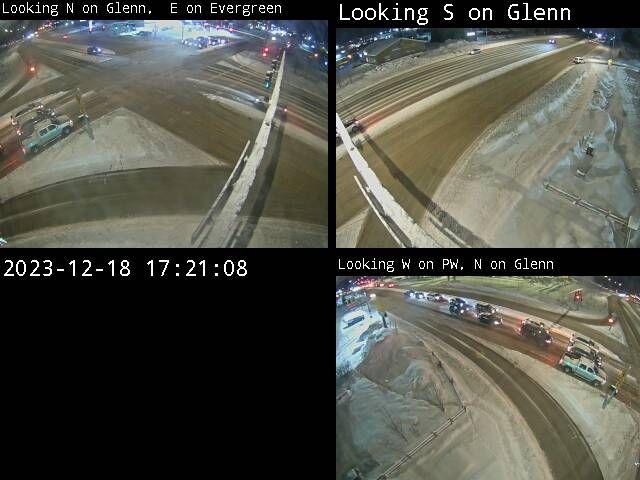 Looking N on Glenn,  E on Evergreen
Looking S on Glenn
2023-12-18 17:21:08
Looking W on PW, N on Glenn